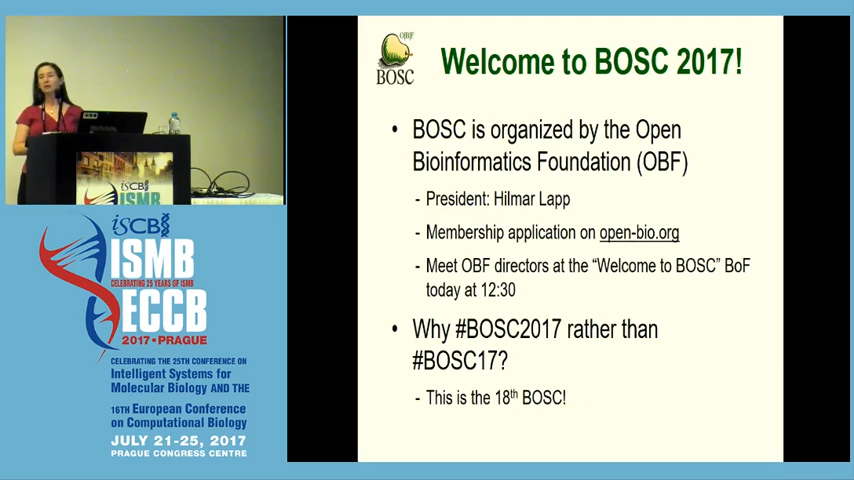 OBF
BOSC
Welcome to BOSC 2017!
• BOSC is organized by the Open
Bioinformatics Foundation (OBF)
- President: Hilmar Lapp
- Membership application on open-bio.org
- Meet OBF directors at the “Welcome to BOSC” BoF
today at 12:30
• Why #BOSC2017 rather than
#BOSC17?
- This is the 18th BOSC!
iSCB
ISMB
iSCB
ISMB
CELEBRATING 25 YEARS OF ISMB
ECCB
2017 • PRAGUE
CELEBRATING THE 25TH CONFERENCE ON
Intelligent Systems for
Molecular Biology AND THE
16TH European Conference
on Computational Biology
JULY 21-25, 2017
PRAGUE CONGRESS CENTRE